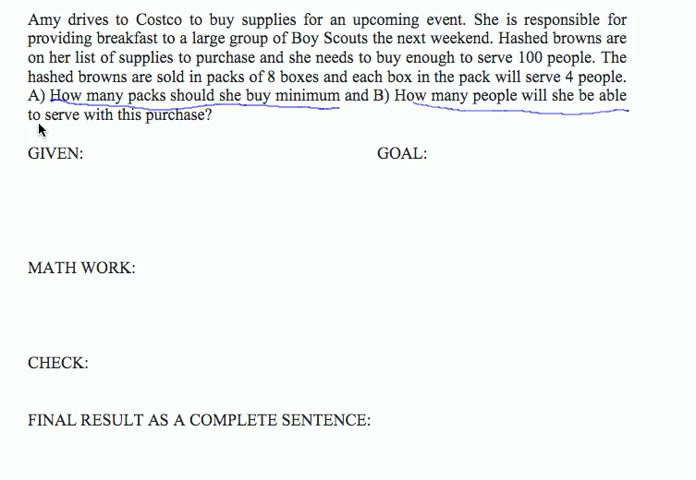 Amy drives to Costco to buy supplies for an upcoming event. She is responsible for
providing breakfast to a large group of Boy Scouts the next weekend. Hashed browns are
on her list of supplies to purchase and she needs to buy enough to serve 100 people. The
hashed browns are sold in packs of 8 boxes and each box in the pack will serve 4 people.
A) How many packs should she buy minimum and B) How many people will she be able
to serve with this purchase?
GIVEN: GOAL:
MATH WORK:
CHECK:
FINAL RESULT AS A COMPLETE SENTENCE: